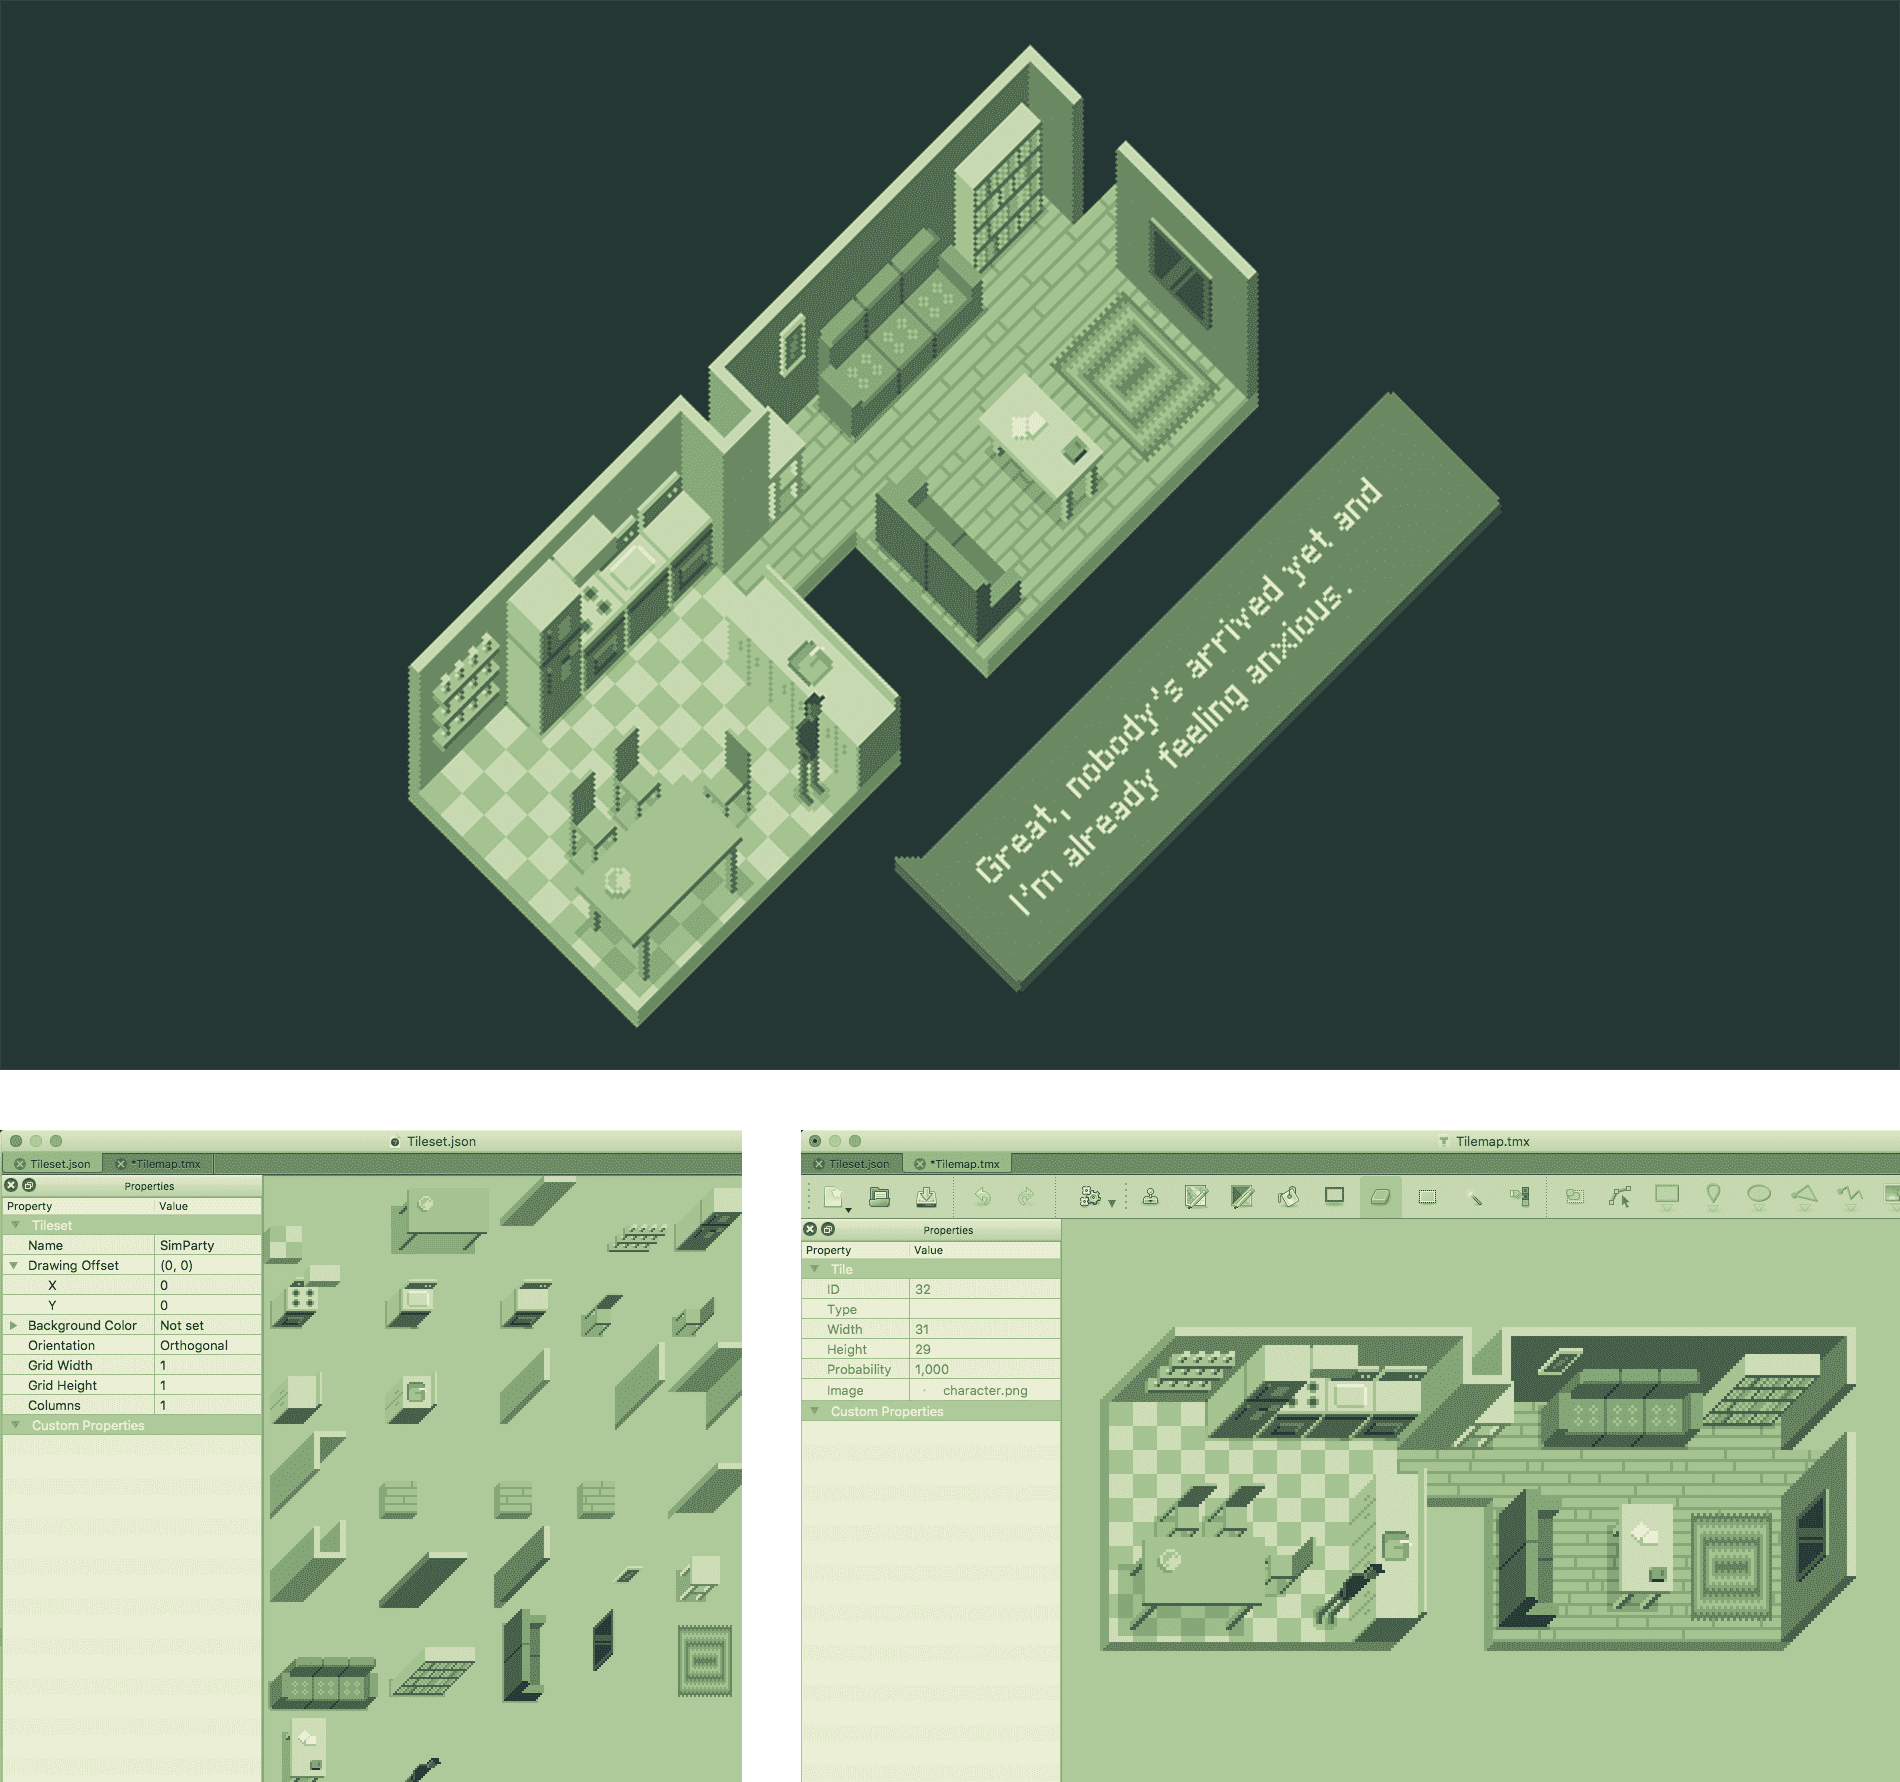 Great, nobody's arrived yet and
I'm already feeling anxious.
Tileset.json
Tileset.json
*Tilemap.tmx
Properties
Property Value
Tileset
Name SimParty
Drawing Offset (0, 0)
X 0
Y 0
Background Color Not set
Orientation Orthogonal
Grid Width 1
Grid Height 1
Columns 1
Custom Properties
Tilemap.tmx
Tileset.json
*Tilemap.tmx
Properties
Property Value
Tile
ID 32
Type
Width 31
Height 29
Probability 1,000
Image character.png
Custom Properties